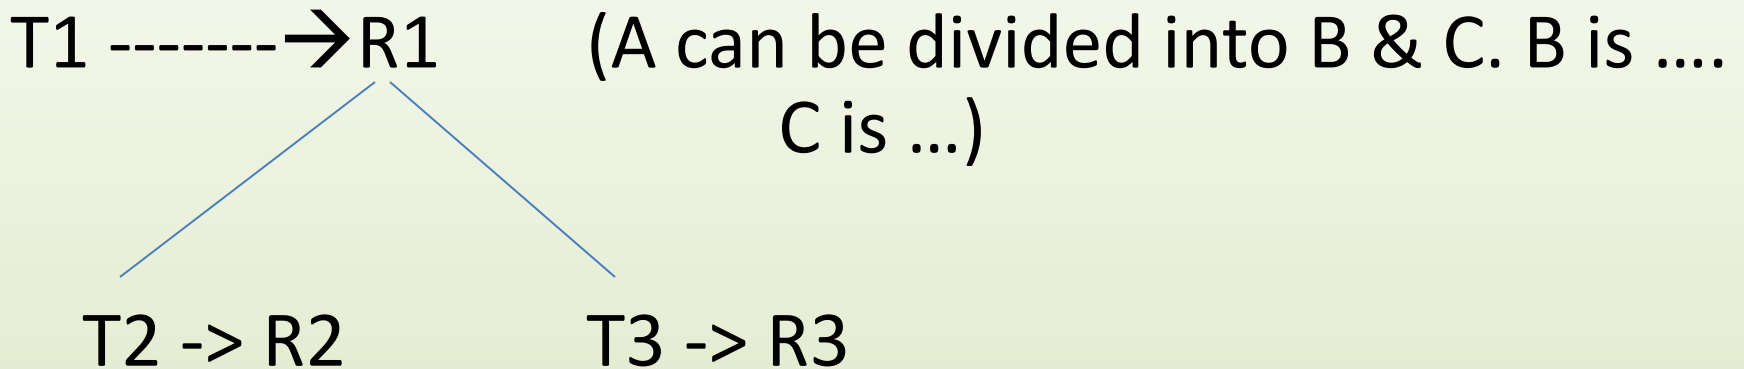 T1 -------→R1 (A can be divided into B & C. B is ....
C is ...)
T2 -> R2 T3 -> R3